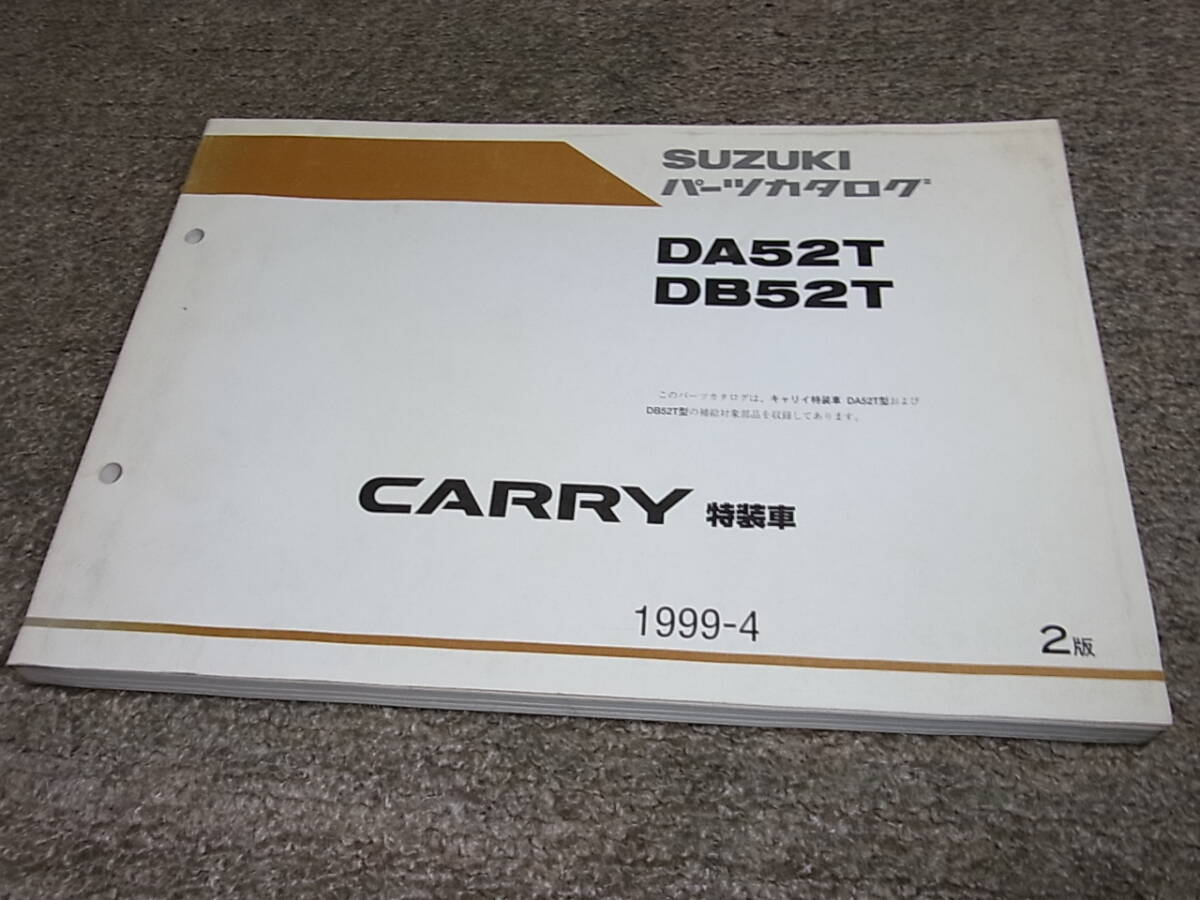 SUZUKI
パーツカタログ
DA52T
DB52T
このパーツカタログは、キャリイ特装車 DA52T型および
DB52T型の補給対象部品を収録してあります。
CARRY 特装車
1999-4
2版